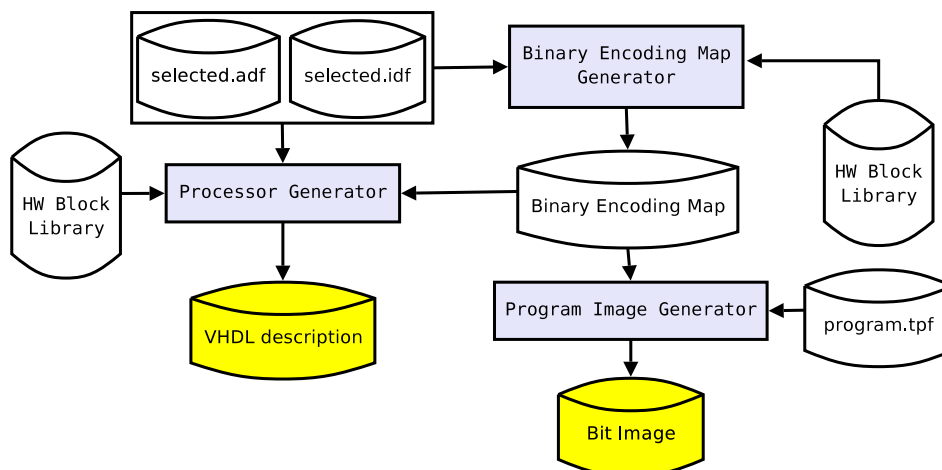 selected.adf
selected.idf
Binary Encoding Map
Generator
HW Block
Library
Processor Generator
Binary Encoding Map
HW Block
Library
VHDL description
Program Image Generator
program.tpf
Bit Image